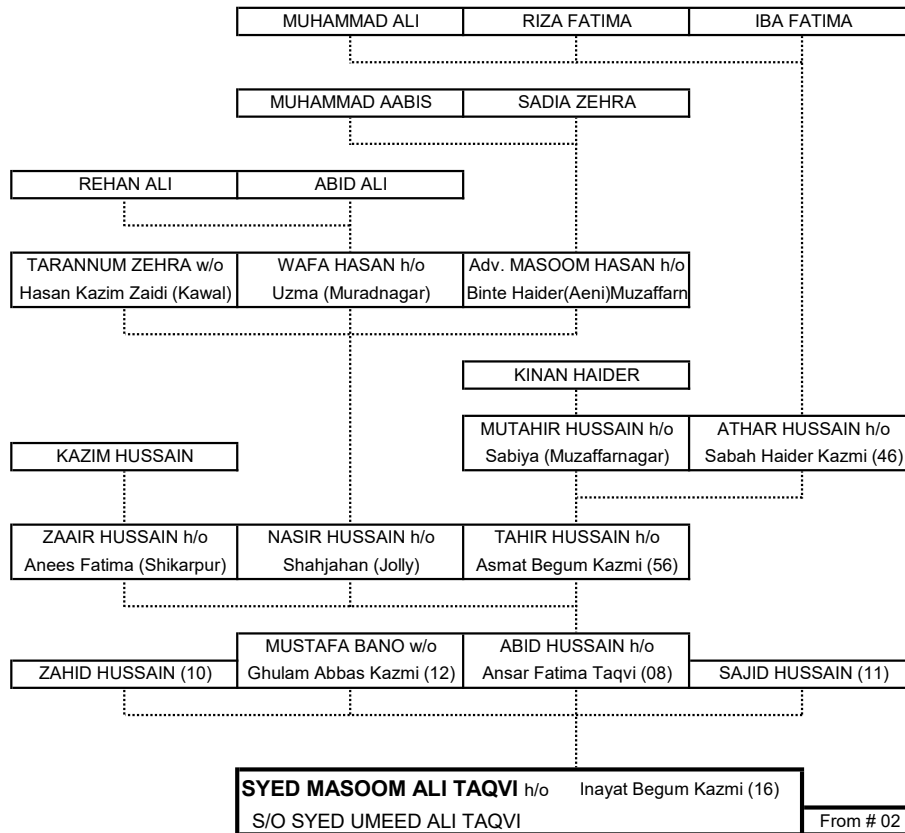 MUHAMMAD ALI RIZA FATIMA IBA FATIMA
MUHAMMAD AABIS SADIA ZEHRA
REHAN ALI ABID ALI
TARANNUM ZEHRA w/o WAFA HASAN h/o Adv. MASOOM HASAN h/o
Hasan Kazim Zaidi (Kawal) Uzma (Muradnagar) Binte Haider(Aeni)Muzaffarn
KINAN HAIDER
MUTAHIR HUSSAIN h/o ATHAR HUSSAIN h/o
KAZIM HUSSAIN Sabiya (Muzaffarnagar) Sabah Haider Kazmi (46)
ZAAIR HUSSAIN h/o NASIR HUSSAIN h/o TAHIR HUSSAIN h/o
Anees Fatima (Shikarpur) Shahjahan (Jolly) Asmat Begum Kazmi (56)
MUSTAFA BANO w/o ABID HUSSAIN h/o
ZAHID HUSSAIN (10) Ghulam Abbas Kazmi (12) Ansar Fatima Taqvi (08) SAJID HUSSAIN (11)
SYED MASOOM ALI TAQVI h/o Inayat Begum Kazmi (16)
S/O SYED UMEED ALI TAQVI From # 02